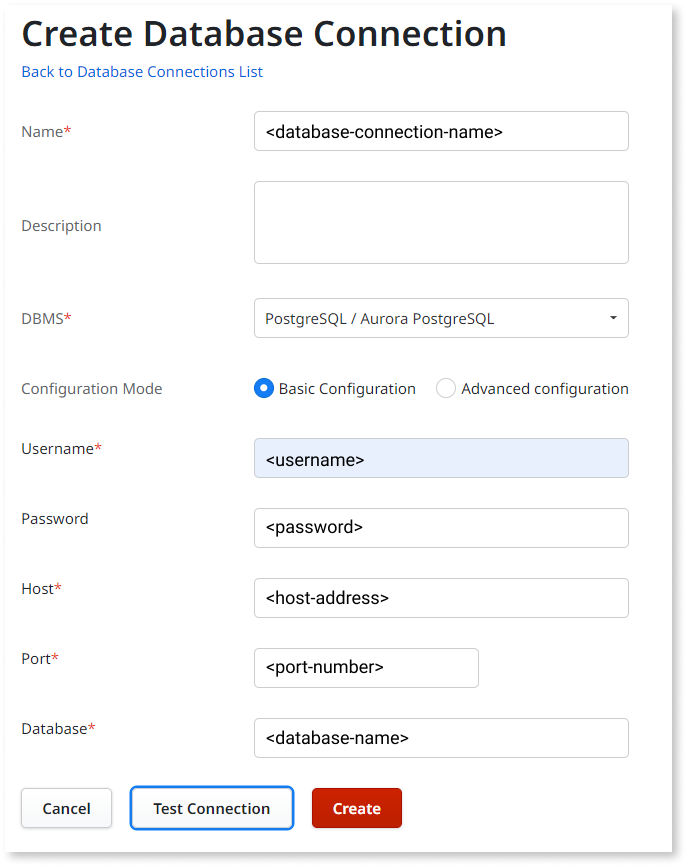 Create Database Connection
Back to Database Connections List
Name* <database-connection-name>
Description
DBMS* PostgreSQL / Aurora PostgreSQL
Configuration Mode Basic Configuration Advanced configuration
Username* <username>
Password <password>
Host* <host-address>
Port* <port-number>
Database* <database-name>
Cancel Test Connection Create